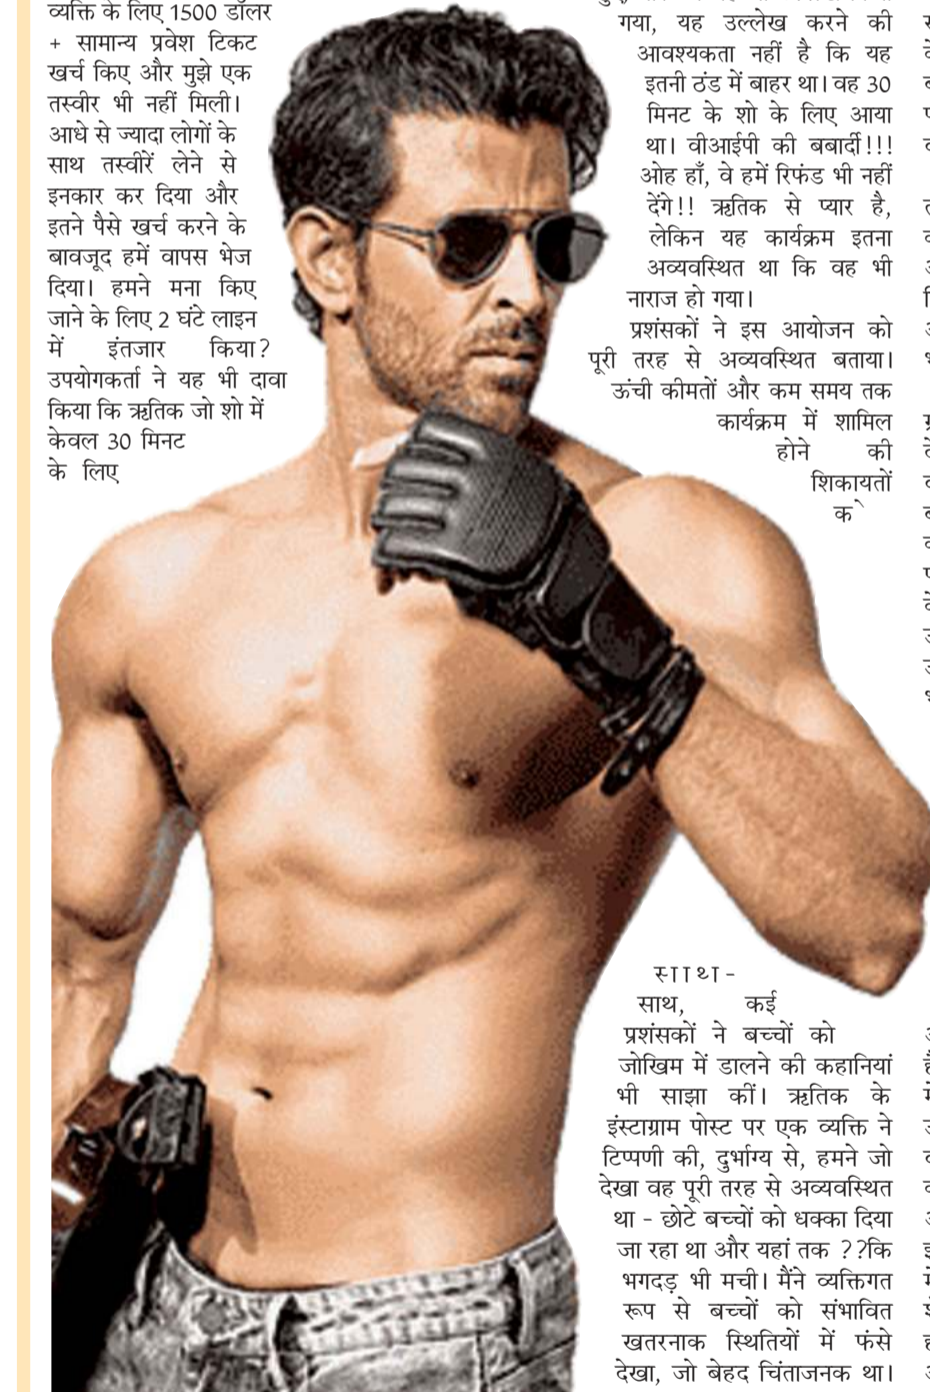 व्यक्ति के लिए 1500 डॉलर
+ सामान्य प्रवेश टिकट
खर्च किए और मुझे एक
तस्वीर भी नहीं मिली।
आधे से ज्यादा लोगों के
साथ तस्वीरें लेने से
इनकार कर दिया और
इतने पैसे खर्च करने के
बावजूद हमें वापस भेज
दिया। हमने मना किए
जाने के लिए 2 घंटे लाइन
में इंतजार किया?
उपयोगकर्ता ने यह भी दावा
किया कि ऋतिक जो शो में
केवल 30 मिनट
के लिए
गया, यह उल्लेख करने की
आवश्यकता नहीं है कि यह
इतनी ठंड में बाहर था। वह 30
मिनट के शो के लिए आया
था। वीआईपी की बबार्दी!!!
ओह हाँ, वे हमें रिफंड भी नहीं
देंगे!! ऋतिक से प्यार है,
लेकिन यह कार्यक्रम इतना
अव्यवस्थित था कि वह भी
नाराज हो गया।
प्रशंसकों ने इस आयोजन को
पूरी तरह से अव्यवस्थित बताया।
ऊंची कीमतों और कम समय तक
कार्यक्रम में शामिल
होने की
शिकायतों
के
साथ-
साथ, कई
प्रशंसकों ने बच्चों को
जोखिम में डालने की कहानियां
भी साझा कीं। ऋतिक के
इंस्टाग्राम पोस्ट पर एक व्यक्ति ने
टिप्पणी की, दुर्भाग्य से, हमने जो
देखा वह पूरी तरह से अव्यवस्थित
था - छोटे बच्चों को धक्का दिया
जा रहा था और यहां तक ??कि
भगदड़ भी मची। मैंने व्यक्तिगत
रूप से बच्चों को संभावित
खतरनाक स्थितियों में फंसे
देखा, जो बेहद चिंताजनक था।